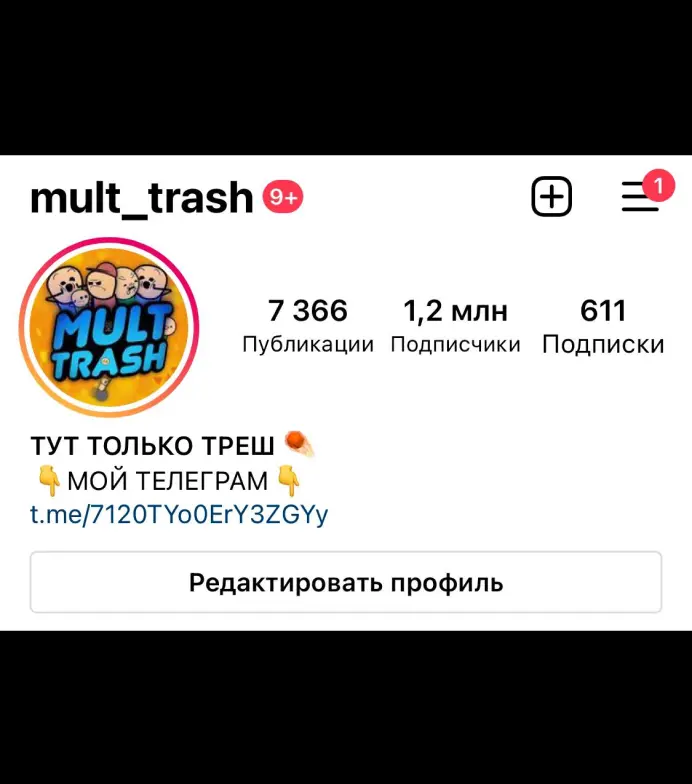 mult_trash 9+
1
MULT
TRASH
7 366 1,2 млн 611
Публикации Подписчики Подписки
ТУТ ТОЛЬКО ТРЕШ ☄️
👇МОЙ ТЕЛЕГРАМ👇
t.me/7120TYo0ErY3ZGYy
Редактировать профиль